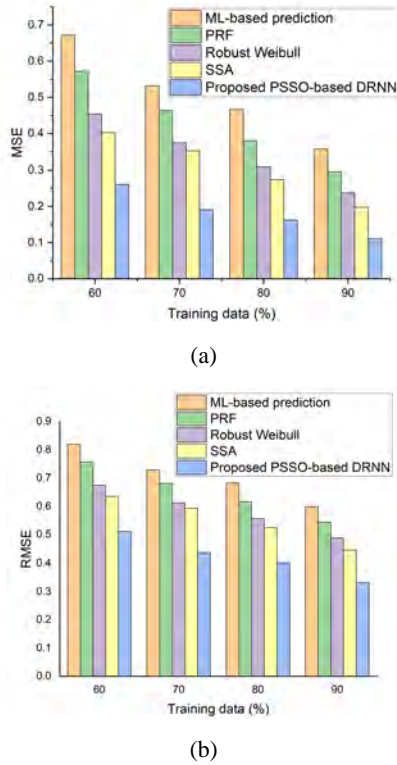 ML-based prediction
PRF
Robust Weibull
SSA
Proposed PSSO-based DRNN
0.7
0.6
0.5
0.4
0.3
0.2
0.1
0.0
MSE
60 70 80 90
Training data (%)
(a)
ML-based prediction
PRF
Robust Weibull
SSA
Proposed PSSO-based DRNN
0.9
0.8
0.7
0.6
0.5
0.4
0.3
0.2
0.1
0.0
RMSE
60 70 80 90
Training data (%)
(b)